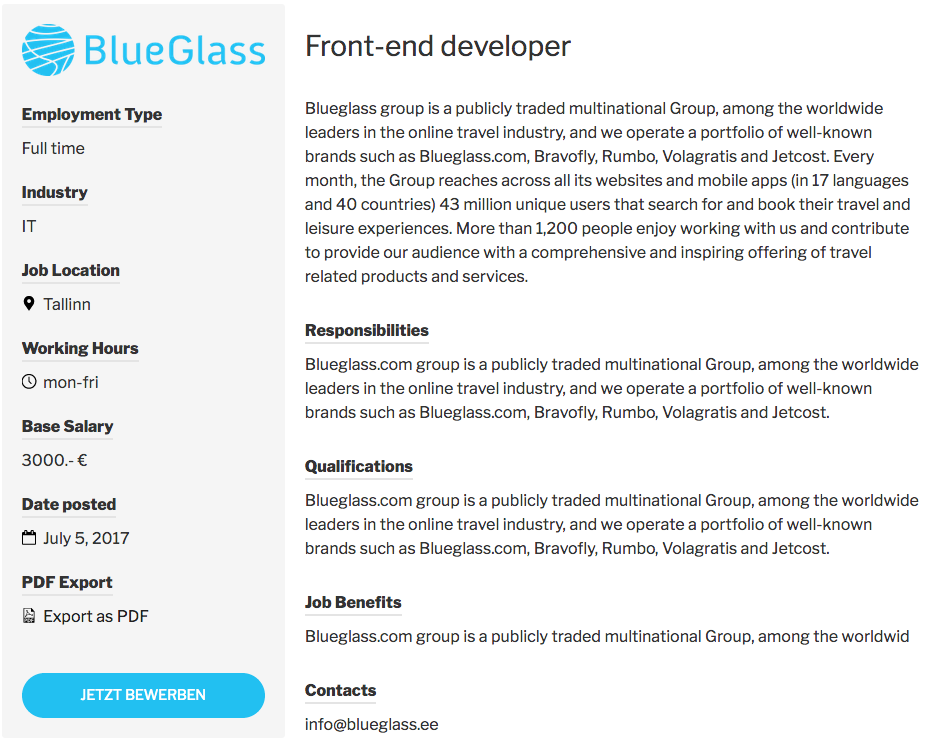 BlueGlass
Employment Type
Full time
Industry
IT
Job Location
Tallinn
Working Hours
mon-fri
Base Salary
3000.- €
Date posted
July 5, 2017
PDF Export
Export as PDF
JETZT BEWERBEN
Front-end developer
Blueglass group is a publicly traded multinational Group, among the worldwide
leaders in the online travel industry, and we operate a portfolio of well-known
brands such as Blueglass.com, Bravofly, Rumbo, Volagratis and Jetcost. Every
month, the Group reaches across all its websites and mobile apps (in 17 languages
and 40 countries) 43 million unique users that search for and book their travel and
leisure experiences. More than 1,200 people enjoy working with us and contribute
to provide our audience with a comprehensive and inspiring offering of travel
related products and services.
Responsibilities
Blueglass.com group is a publicly traded multinational Group, among the worldwide
leaders in the online travel industry, and we operate a portfolio of well-known
brands such as Blueglass.com, Bravofly, Rumbo, Volagratis and Jetcost.
Qualifications
Blueglass.com group is a publicly traded multinational Group, among the worldwide
leaders in the online travel industry, and we operate a portfolio of well-known
brands such as Blueglass.com, Bravofly, Rumbo, Volagratis and Jetcost.
Job Benefits
Blueglass.com group is a publicly traded multinational Group, among the worldwid
Contacts
info@blueglass.ee